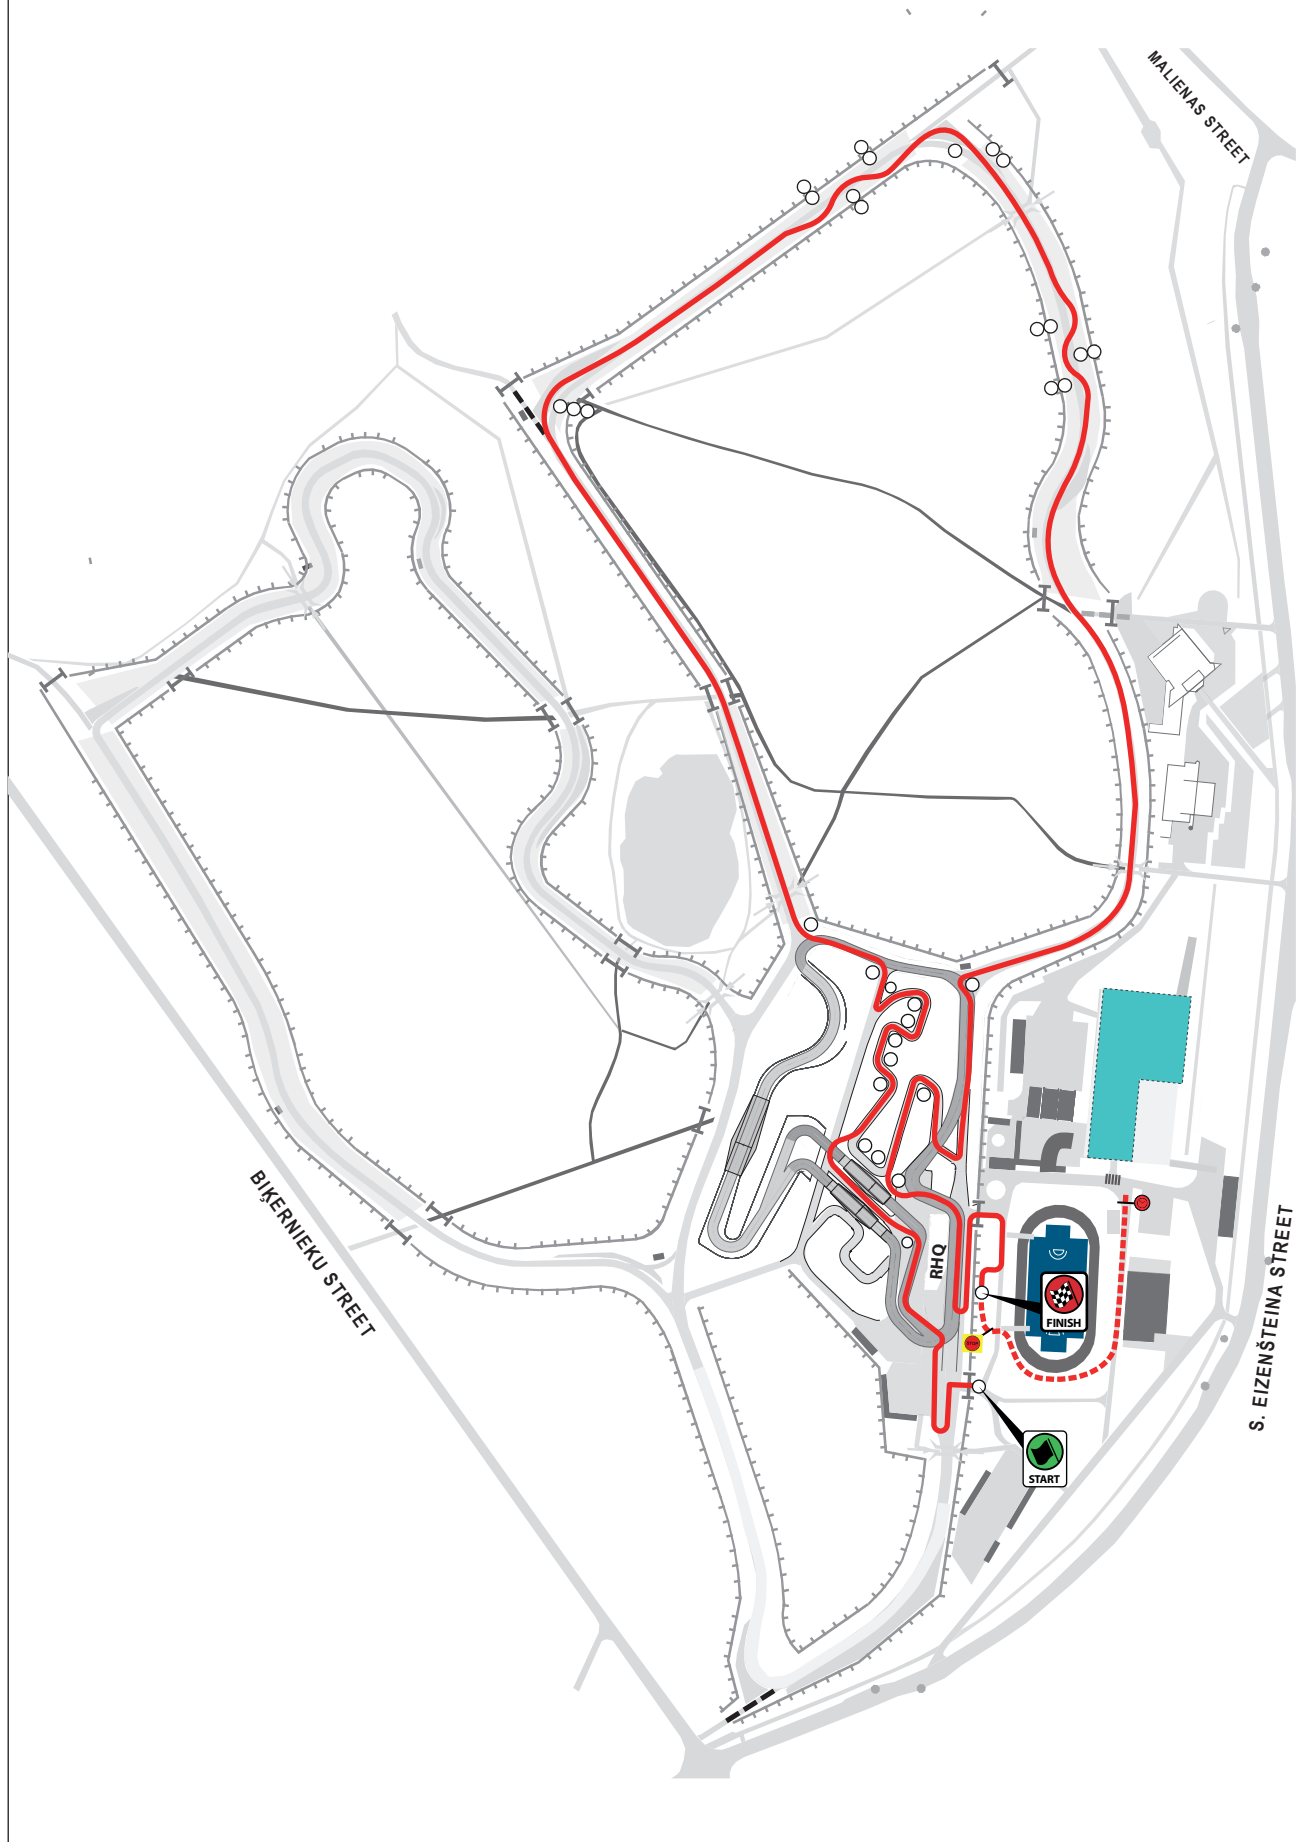 MALIENAS STREET
BIĶERNIEKU STREET
RHQ
FINISH
STOP
S. EIZENŠTEINA STREET
START